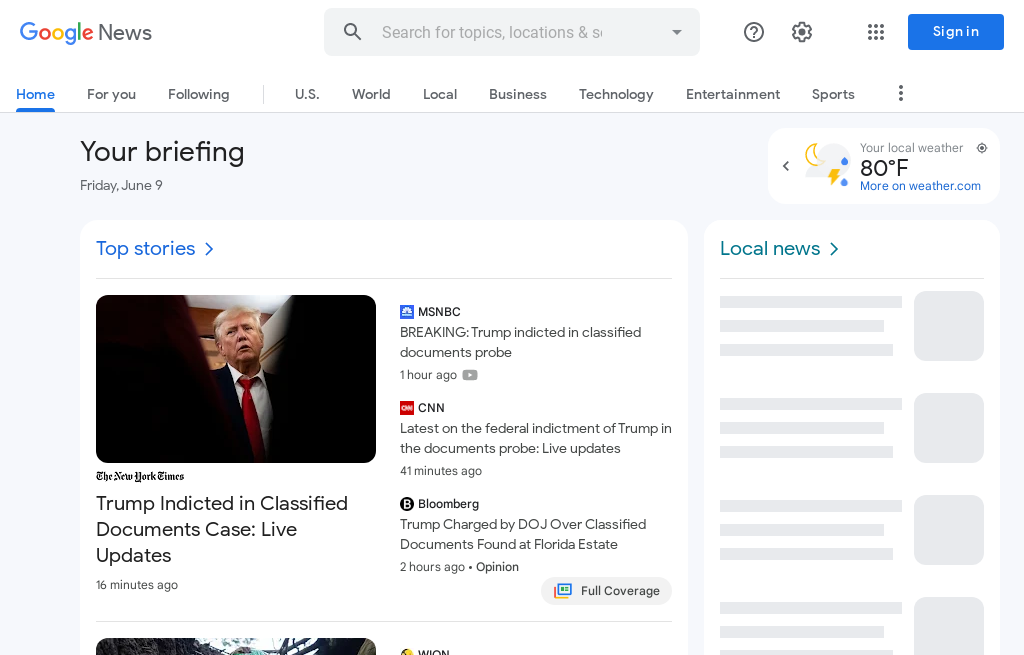 Google News
Search for topics, locations & so
Sign in
Home
For you
Following
U.S.
World
Local
Business
Technology
Entertainment
Sports
Your briefing
Friday, June 9
Your local weather
80°F
More on weather.com
Top stories
The New York Times
Trump Indicted in Classified
Documents Case: Live
Updates
16 minutes ago
MSNBC
BREAKING: Trump indicted in classified
documents probe
1 hour ago
CNN
CNN
Latest on the federal indictment of Trump in
the documents probe: Live updates
41 minutes ago
B
Bloomberg
Trump Charged by DOJ Over Classified
Documents Found at Florida Estate
2 hours ago • Opinion
Full Coverage
WION
Local news